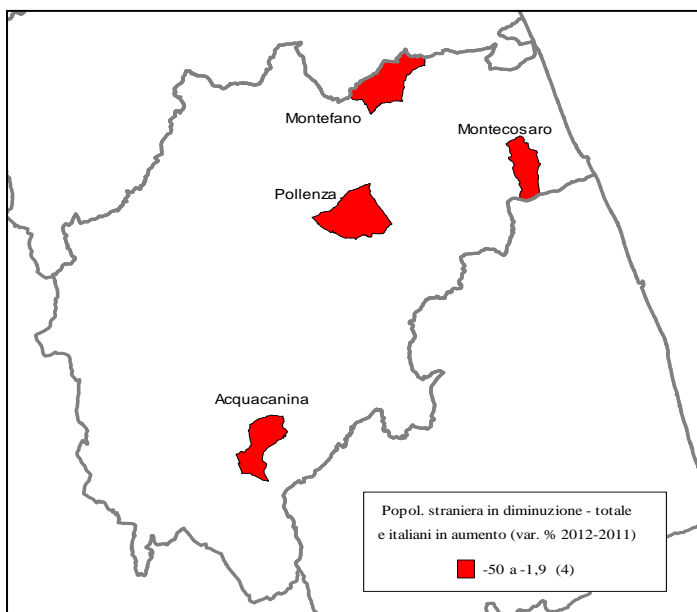 Montefano
Montecosaro
Pollenza
Acquacanina
Popol. straniera in diminuzione - totale
e italiani in aumento (var. % 2012-2011)
-50 a -1,9 (4)